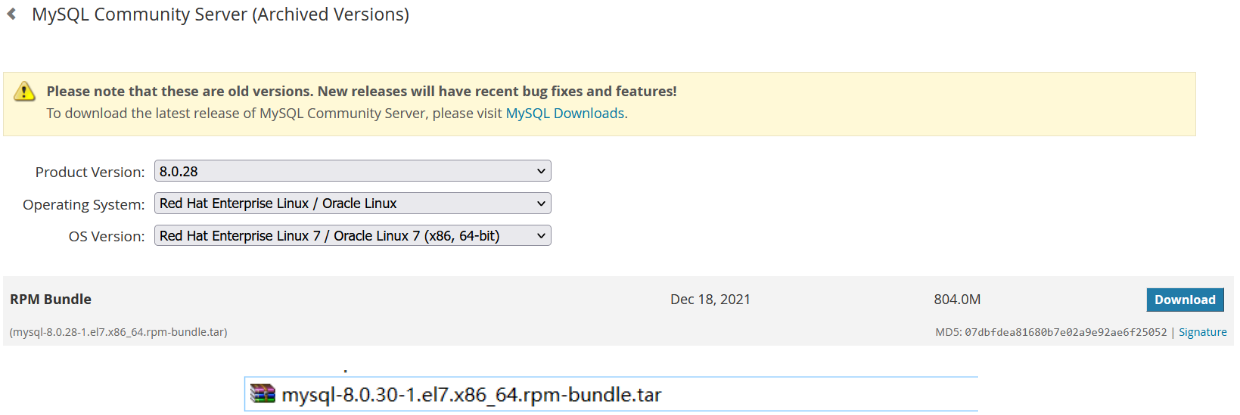 MySQL Community Server (Archived Versions)
Please note that these are old versions. New releases will have recent bug fixes and features!
To download the latest release of MySQL Community Server, please visit MySQL Downloads.
Product Version: 8.0.28
Operating System: Red Hat Enterprise Linux / Oracle Linux
OS Version: Red Hat Enterprise Linux 7 / Oracle Linux 7 (x86, 64-bit)
RPM Bundle Dec 18, 2021 804.0M Download
(mysql-8.0.28-1.el7.x86_64.rpm-bundle.tar) MD5: 07dbfdea81680b7e02a9e92ae6f25052 | Signature
mysql-8.0.30-1.el7.x86_64.rpm-bundle.tar